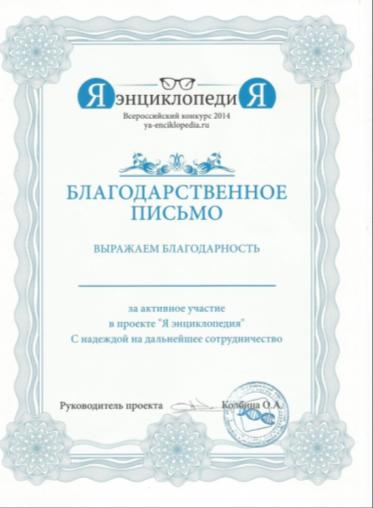 Я ЭНЦИКЛОПЕДИ Я
Всероссийский конкурс 2014
ya-enciklopedia.ru
БЛАГОДАРСТВЕННОЕ
ПИСЬМО
ВЫРАЖАЕМ БЛАГОДАРНОСТЬ
за активное участие
в проекте "Я энциклопедия"
С надеждой на дальнейшее сотрудничество
Руководитель проекта Колбина О.А.